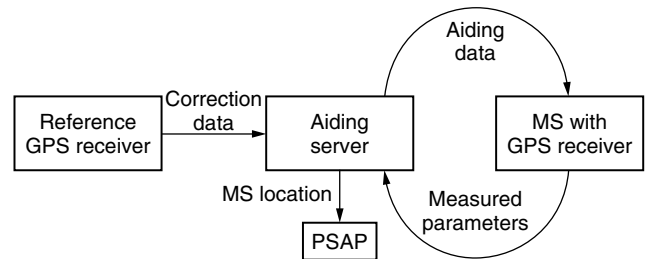 Aiding
data
Correction
data
Reference
GPS receiver
Aiding
server
MS with
GPS receiver
MS location
Measured
parameters
PSAP